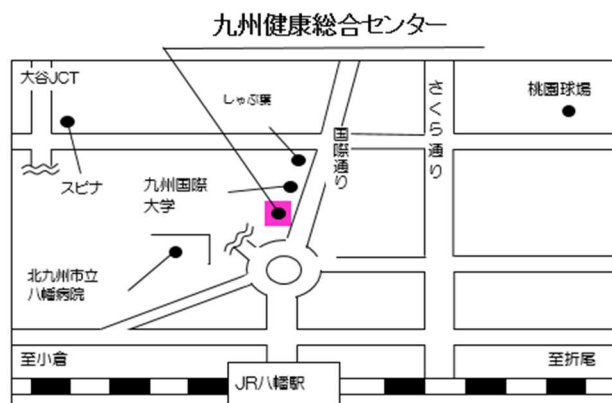 九州健康総合センター
大谷JCT
桃園球場
しゃぶ葉
さくら通り
国際通り
スピナ
九州国際
大学
北九州市立
八幡病院
至小倉
至折尾
JR八幡駅